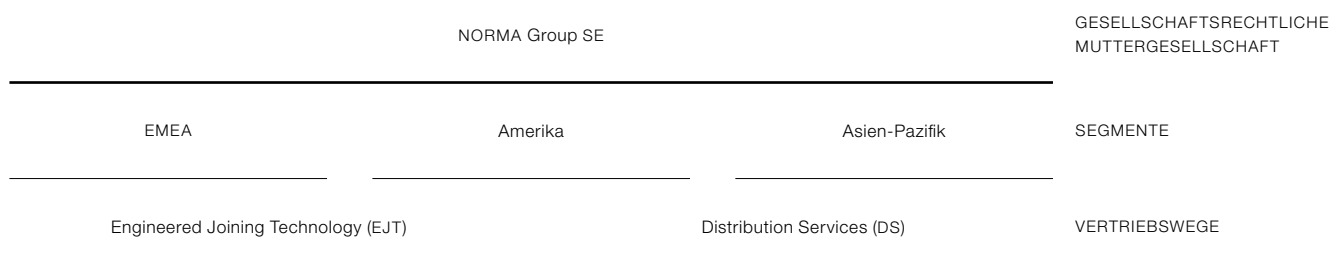 NORMA Group SE
GESELLSCHAFTSRECHTLICHE
MUTTERGESELLSCHAFT
EMEA Amerika Asien-Pazifik SEGMENTE
Engineered Joining Technology (EJT) Distribution Services (DS) VERTRIEBSWEGE